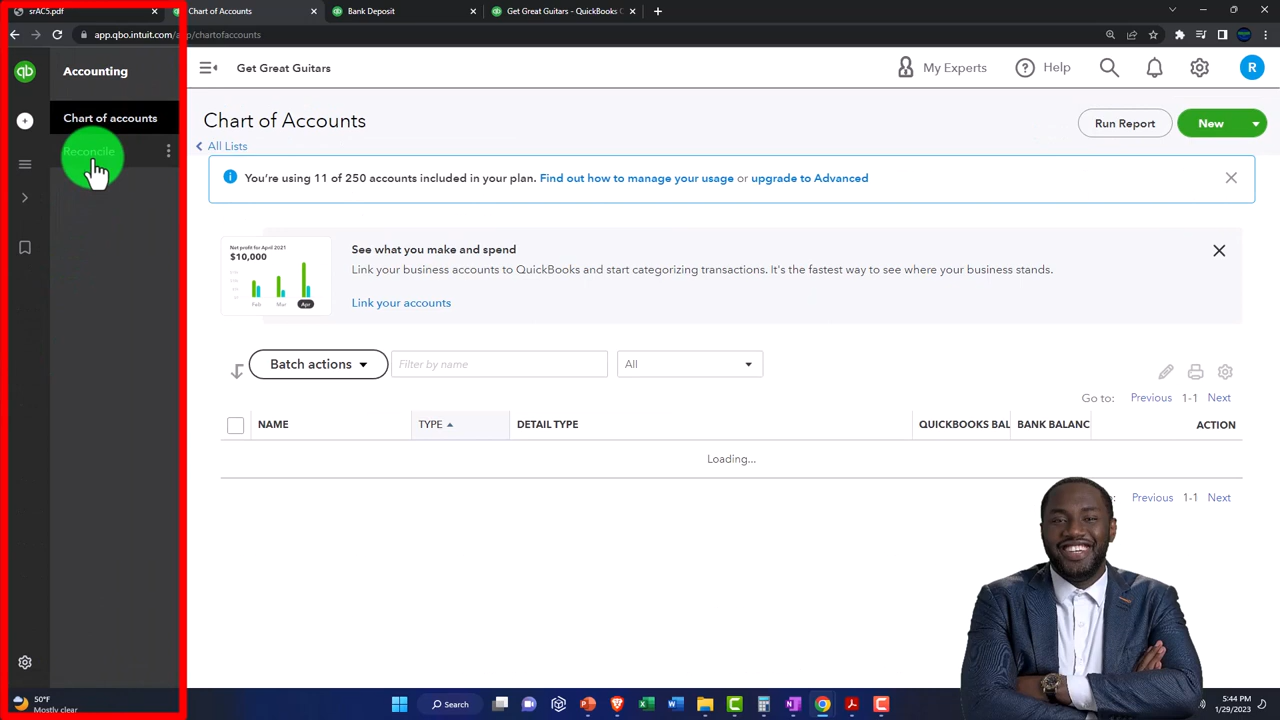 srAC5.pdf
Chart of Accounts
Bank Deposit
Get Great Guitars - QuickBooks O
app.qbo.intuit.com/app/chartofaccounts
qb
Accounting
Get Great Guitars
My Experts
Help
R
Chart of accounts
Reconcile
Chart of Accounts
All Lists
Run Report
New
You're using 11 of 250 accounts included in your plan. Find out how to manage your usage or upgrade to Advanced
Net profit for April 2021
$10,000
Feb Mar Apr
See what you make and spend
Link your business accounts to QuickBooks and start categorizing transactions. It's the fastest way to see where your business stands.
Link your accounts
Batch actions
Filter by name
All
Go to: Previous 1-1 Next
NAME
TYPE
DETAIL TYPE
QUICKBOOKS BAL
BANK BALANC
ACTION
Loading...
Previous 1-1 Next
50°F
Mostly clear
Search
5:44 PM
1/29/2023